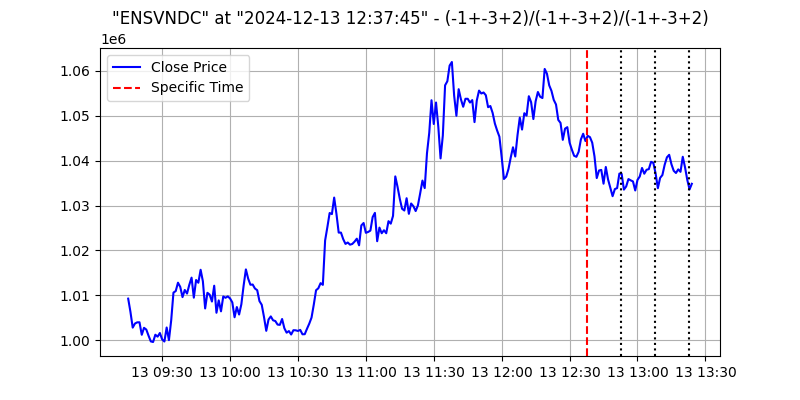 "ENSVNDC" at "2024-12-13 12:37:45" - (-1+-3+2)/(-1+-3+2)/(-1+-3+2)
1e6
Close Price
Specific Time
1.06
1.05
1.04
1.03
1.02
1.01
1.00
13 09:30 13 10:00 13 10:30 13 11:00 13 11:30 13 12:00 13 12:30 13 13:00 13 13:30